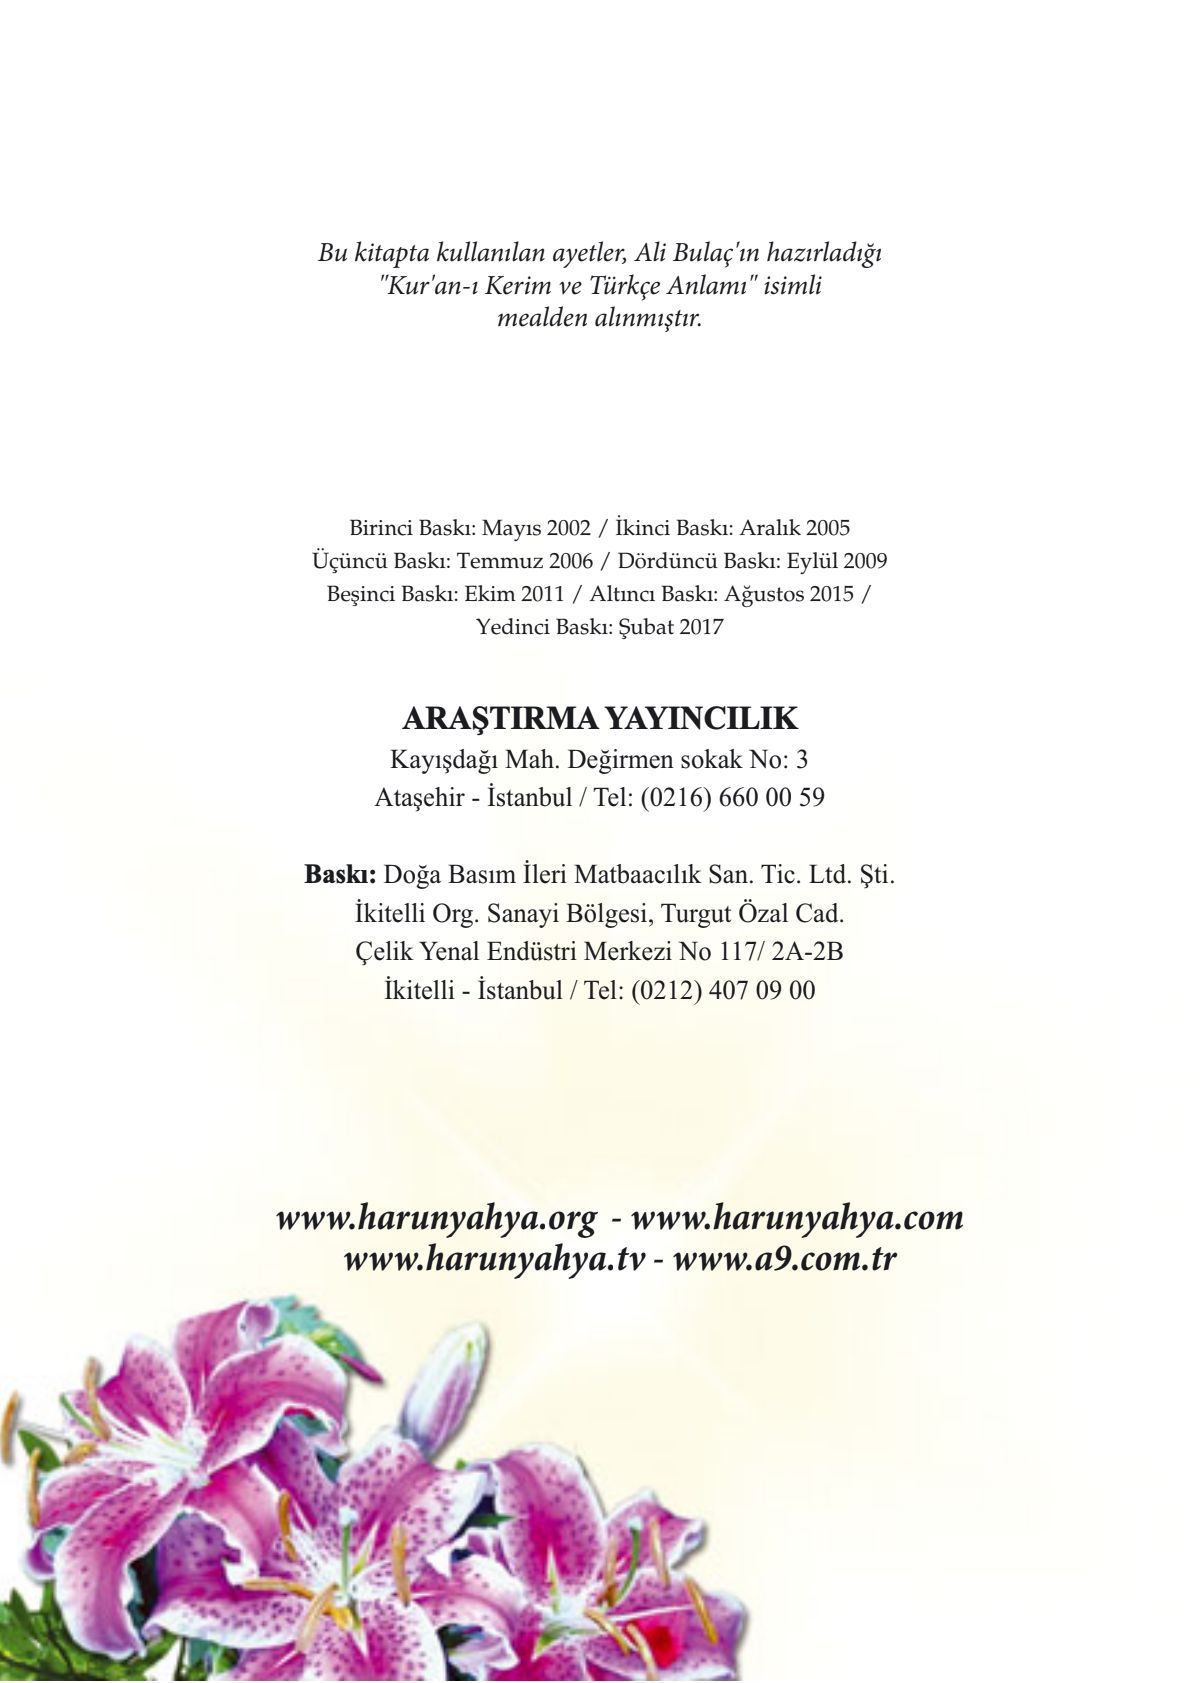 Bu kitapta kullanılan ayetler, Ali Bulaç'ın hazırladığı
"Kur'an-ı Kerim ve Türkçe Anlamı" isimli
mealden alınmıştır.
Birinci Baskı: Mayıs 2002 / İkinci Baskı: Aralık 2005
Üçüncü Baskı: Temmuz 2006 / Dördüncü Baskı: Eylül 2009
Beşinci Baskı: Ekim 2011 / Altıncı Baskı: Ağustos 2015 /
Yedinci Baskı: Şubat 2017
ARAŞTIRMA YAYINCILIK
Kayışdağı Mah. Değirmen sokak No: 3
Ataşehir - İstanbul / Tel: (0216) 660 00 59
Baskı: Doğa Basım İleri Matbaacılık San. Tic. Ltd. Şti.
İkitelli Org. Sanayi Bölgesi, Turgut Özal Cad.
Çelik Yenal Endüstri Merkezi No 117/ 2A-2B
İkitelli - İstanbul / Tel: (0212) 407 09 00
www.harunyahya.org - www.harunyahya.com
www.harunyahya.tv - www.a9.com.tr